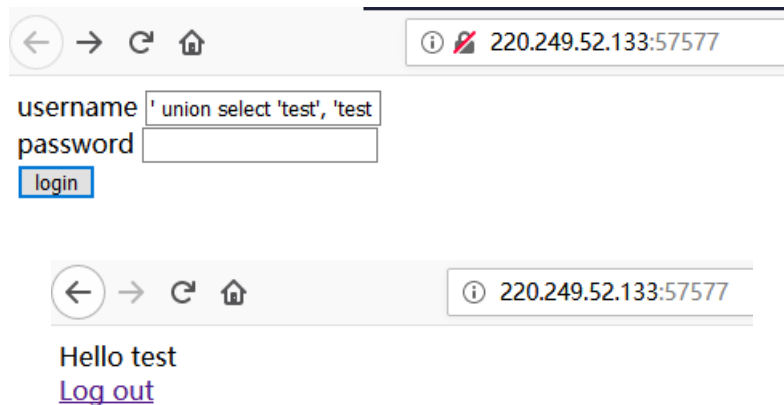 220.249.52.133:57577
username ' union select 'test', 'test
password
login
220.249.52.133:57577
Hello test
Log out